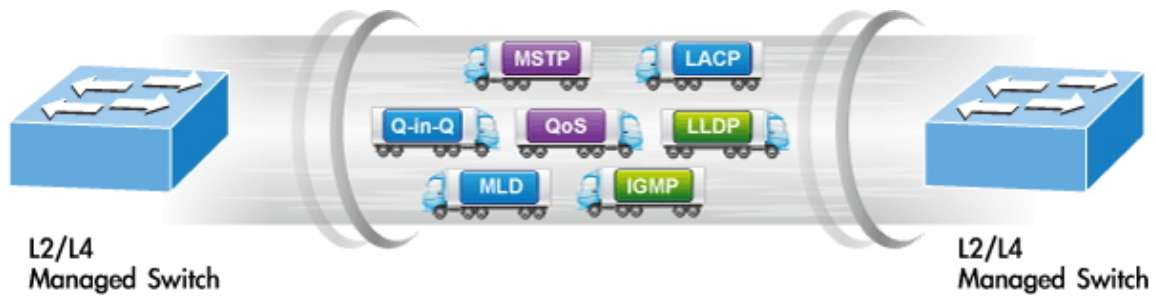 MSTP
LACP
Q-in-Q
QoS
LLDP
MLD
IGMP
L2/L4
Managed Switch
L2/L4
Managed Switch